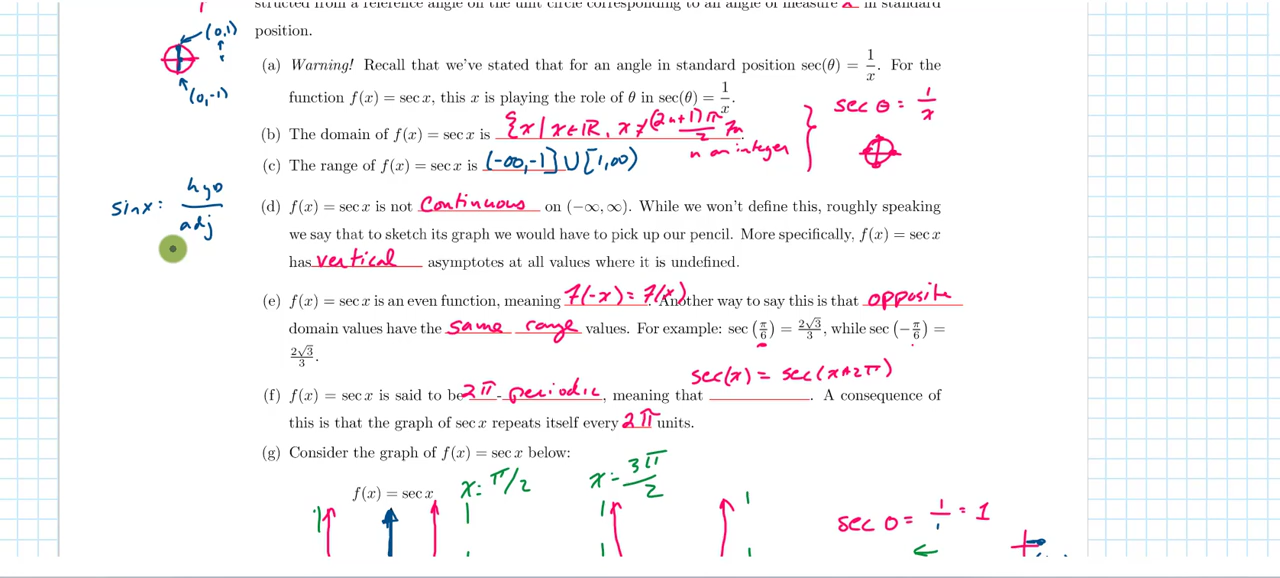 structed from a reference angle on the unit circle corresponding to an angle of measure x in standard
position.
(0,1)
(0,-1)
(a) Warning! Recall that we've stated that for an angle in standard position sec(θ) = 1/x. For the
function f(x) = sec x, this x is playing the role of θ in sec(θ) = 1/x.
sec θ = 1/x
(b) The domain of f(x) = sec x is {x | x ∈ ℝ, x ≠ (2n+1)π/2 for
n an integer
(c) The range of f(x) = sec x is (-∞,-1] ∪ [1,∞)
sin x: hyp/adj
(d) f(x) = sec x is not Continuous on (−∞, ∞). While we won't define this, roughly speaking
we say that to sketch its graph we would have to pick up our pencil. More specifically, f(x) = sec x
has vertical asymptotes at all values where it is undefined.
(e) f(x) = sec x is an even function, meaning f(-x) = f(x). Another way to say this is that opposite
domain values have the same range values. For example: sec (π/6) = 2√3/3, while sec (−π/6) =
2√3/3.
sec(x) = sec(x+2π)
(f) f(x) = sec x is said to be 2π-periodic, meaning that ____. A consequence of
this is that the graph of sec x repeats itself every 2π units.
(g) Consider the graph of f(x) = sec x below:
f(x) = sec x
x = π/2
x = 3π/2
sec 0 = 1/1 = 1